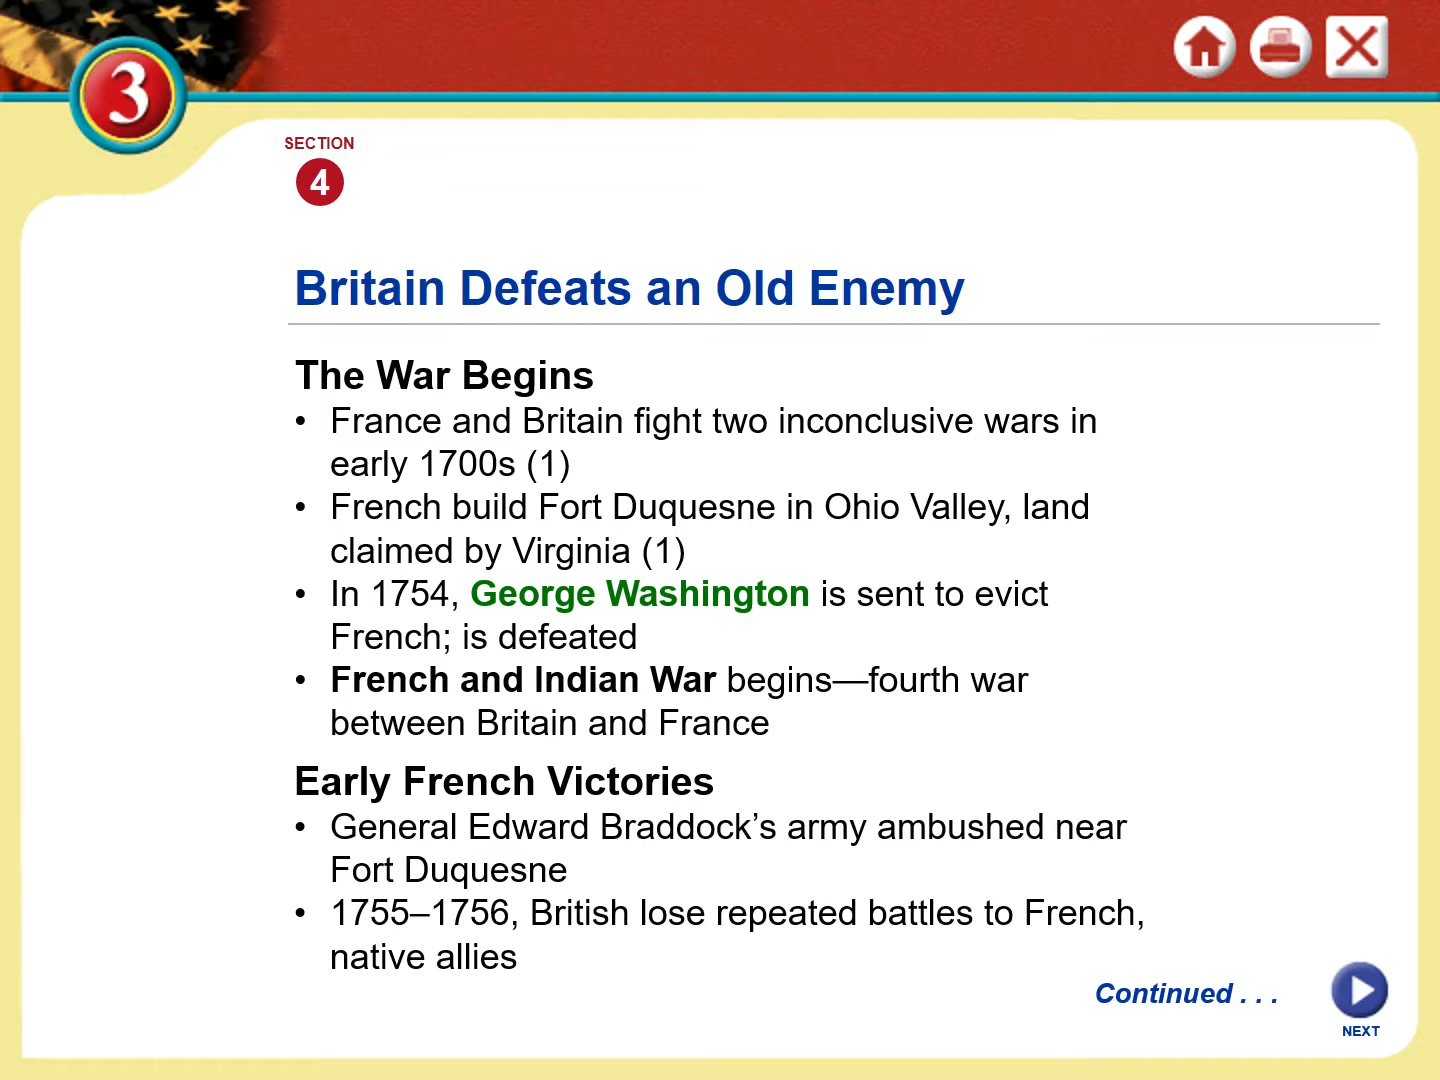 3
SECTION
4
Britain Defeats an Old Enemy
The War Begins
• France and Britain fight two inconclusive wars in
early 1700s (1)
• French build Fort Duquesne in Ohio Valley, land
claimed by Virginia (1)
• In 1754, George Washington is sent to evict
French; is defeated
• French and Indian War begins—fourth war
between Britain and France
Early French Victories
• General Edward Braddock’s army ambushed near
Fort Duquesne
• 1755–1756, British lose repeated battles to French,
native allies
Continued . . .
NEXT